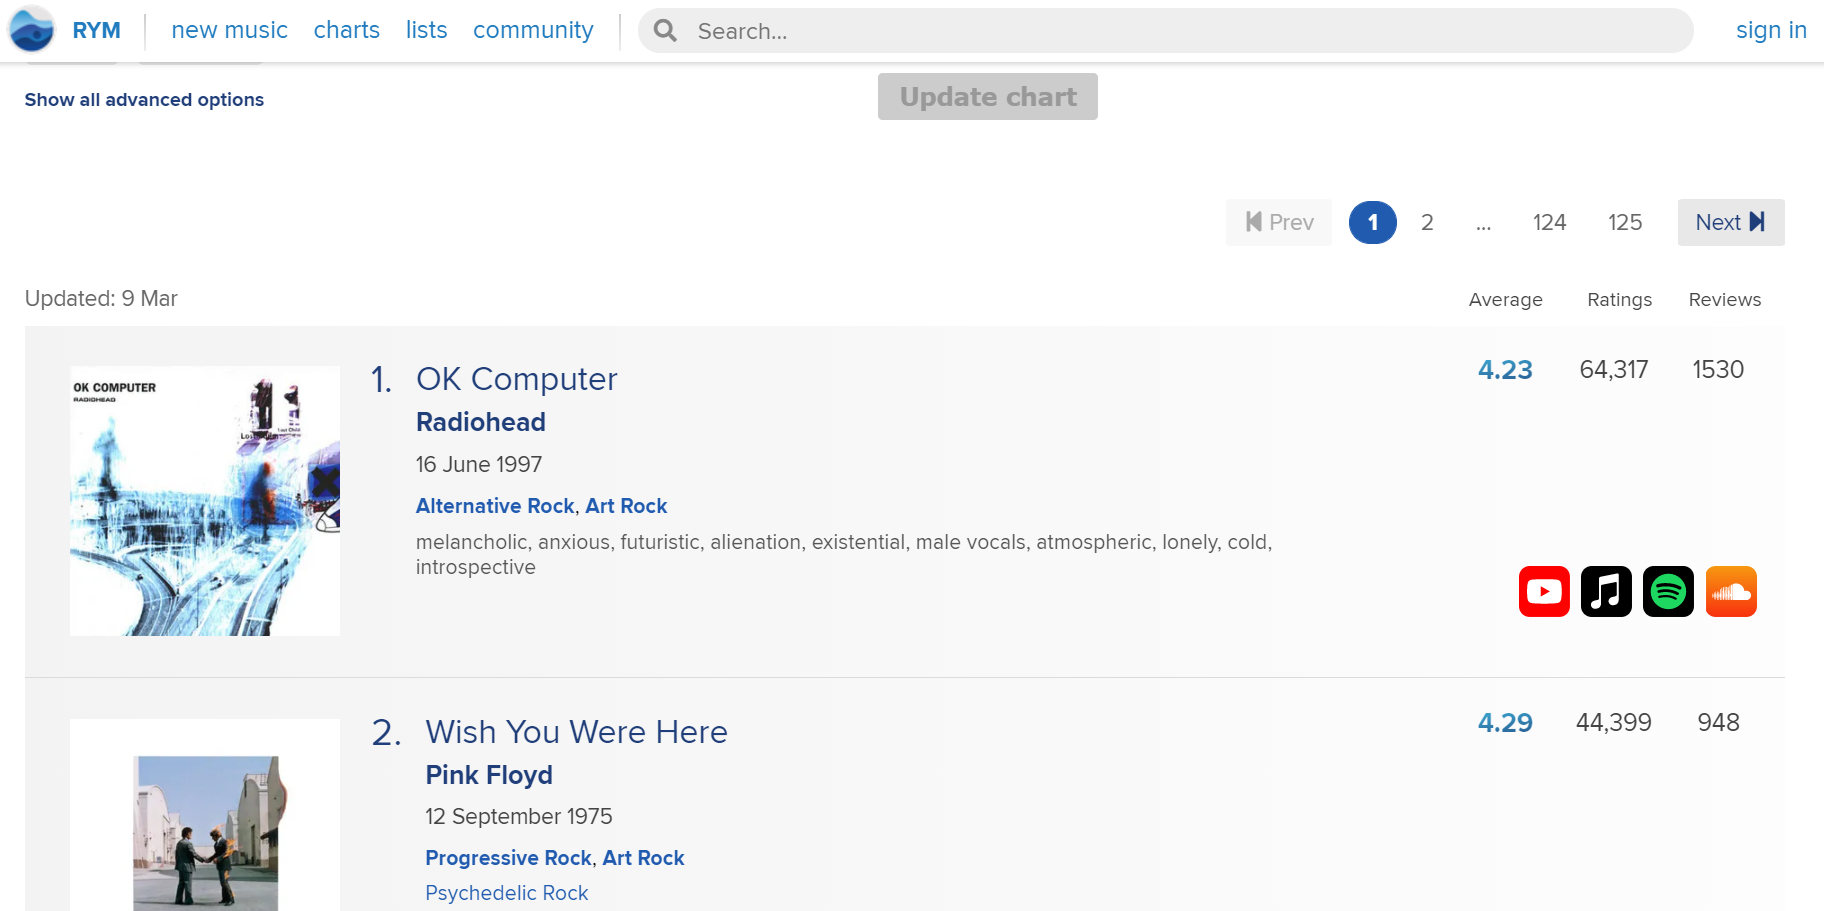 RYM
new music
charts
lists
community
Search...
sign in
Show all advanced options
Update chart
Prev
1
2
...
124
125
Next
Updated: 9 Mar
Average
Ratings
Reviews
OK COMPUTER
RADIOHEAD
1. OK Computer
Radiohead
16 June 1997
Alternative Rock, Art Rock
melancholic, anxious, futuristic, alienation, existential, male vocals, atmospheric, lonely, cold,
introspective
4.23
64,317
1530
2. Wish You Were Here
Pink Floyd
12 September 1975
Progressive Rock, Art Rock
Psychedelic Rock
4.29
44,399
948